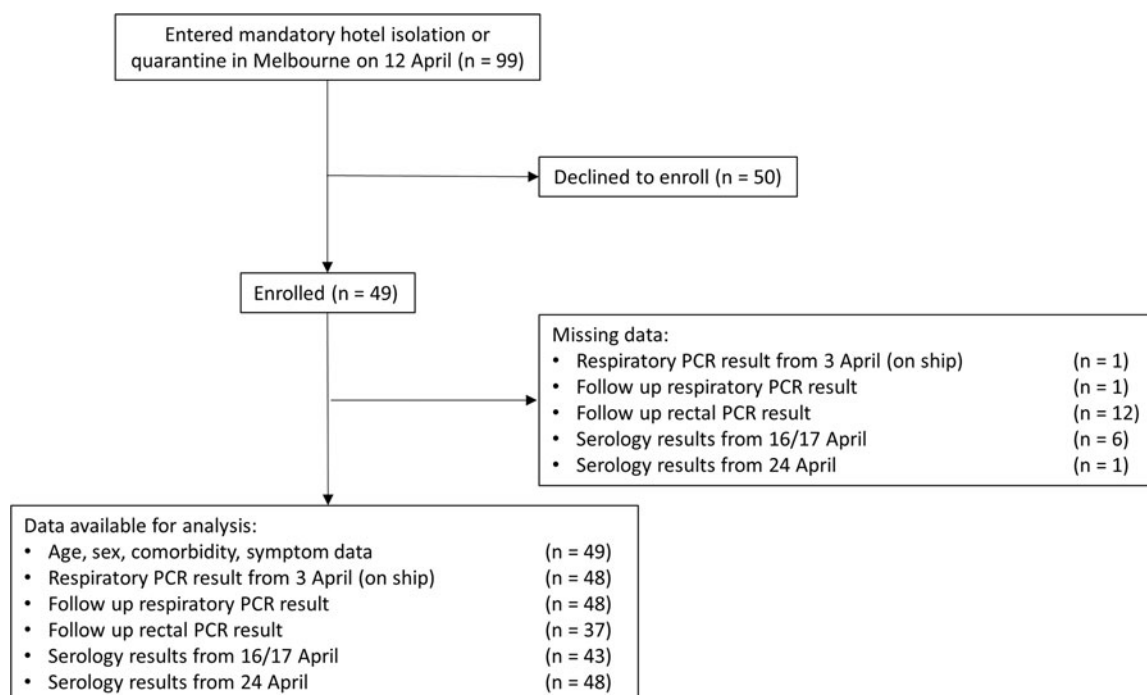 Entered mandatory hotel isolation or
quarantine in Melbourne on 12 April (n = 99)
Declined to enroll (n = 50)
Enrolled (n = 49)
Missing data:
• Respiratory PCR result from 3 April (on ship) (n = 1)
• Follow up respiratory PCR result (n = 1)
• Follow up rectal PCR result (n = 12)
• Serology results from 16/17 April (n = 6)
• Serology results from 24 April (n = 1)
Data available for analysis:
• Age, sex, comorbidity, symptom data (n = 49)
• Respiratory PCR result from 3 April (on ship) (n = 48)
• Follow up respiratory PCR result (n = 48)
• Follow up rectal PCR result (n = 37)
• Serology results from 16/17 April (n = 43)
• Serology results from 24 April (n = 48)